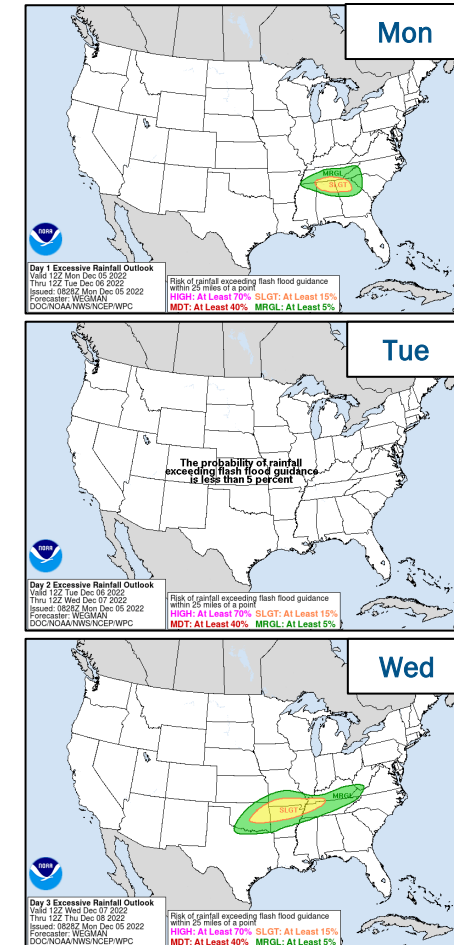 Mon
MRGL
SLGT
NOAA
Day 1 Excessive Rainfall Outlook
Valid 12Z Mon Dec 05 2022
Thru 12Z Tue Dec 06 2022
Issued: 0828Z Mon Dec 05 2022
Forecaster: WEGMAN
DOC/NOAA/NWS/NCEP/WPC
Risk of rainfall exceeding flash flood guidance
within 25 miles of a point
HIGH: At Least 70% SLGT: At Least 15%
MDT: At Least 40% MRGL: At Least 5%
Tue
The probability of rainfall
exceeding flash flood guidance
is less than 5 percent
NOAA
Day 2 Excessive Rainfall Outlook
Valid 12Z Tue Dec 06 2022
Thru 12Z Wed Dec 07 2022
Issued: 0828Z Mon Dec 05 2022
Forecaster: WEGMAN
DOC/NOAA/NWS/NCEP/WPC
Risk of rainfall exceeding flash flood guidance
within 25 miles of a point
HIGH: At Least 70% SLGT: At Least 15%
MDT: At Least 40% MRGL: At Least 5%
Wed
MRGL
SLGT
NOAA
Day 3 Excessive Rainfall Outlook
Valid 12Z Wed Dec 07 2022
Thru 12Z Thu Dec 08 2022
Issued: 0828Z Mon Dec 05 2022
Forecaster: WEGMAN
DOC/NOAA/NWS/NCEP/WPC
Risk of rainfall exceeding flash flood guidance
within 25 miles of a point
HIGH: At Least 70% SLGT: At Least 15%
MDT: At Least 40% MRGL: At Least 5%